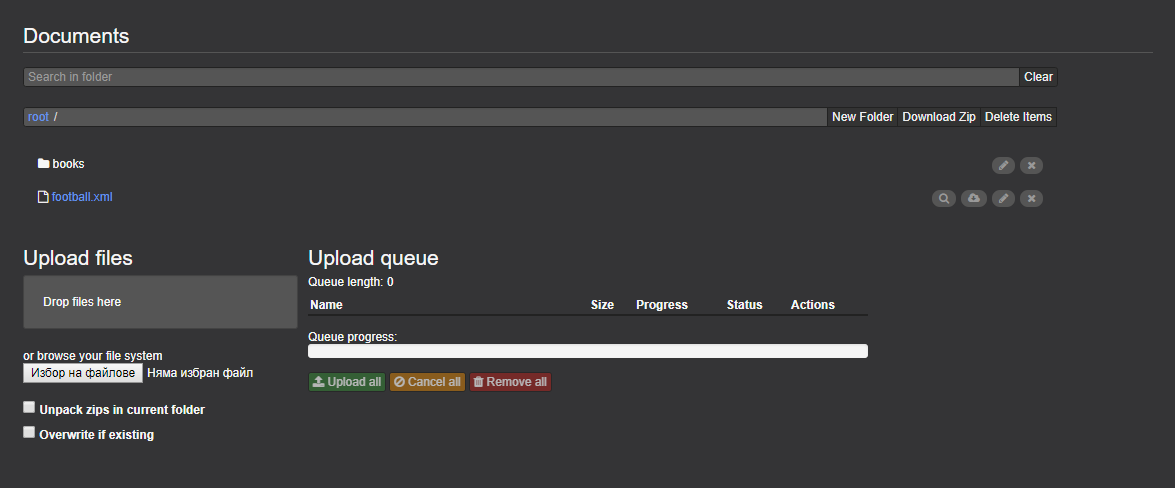 Documents
Search in folder Clear
root / New Folder Download Zip Delete Items
books
football.xml
Upload files
Drop files here
or browse your file system
Избор на файлове Няма избран файл
Unpack zips in current folder
Overwrite if existing
Upload queue
Queue length: 0
Name Size Progress Status Actions
Queue progress:
Upload all Cancel all Remove all